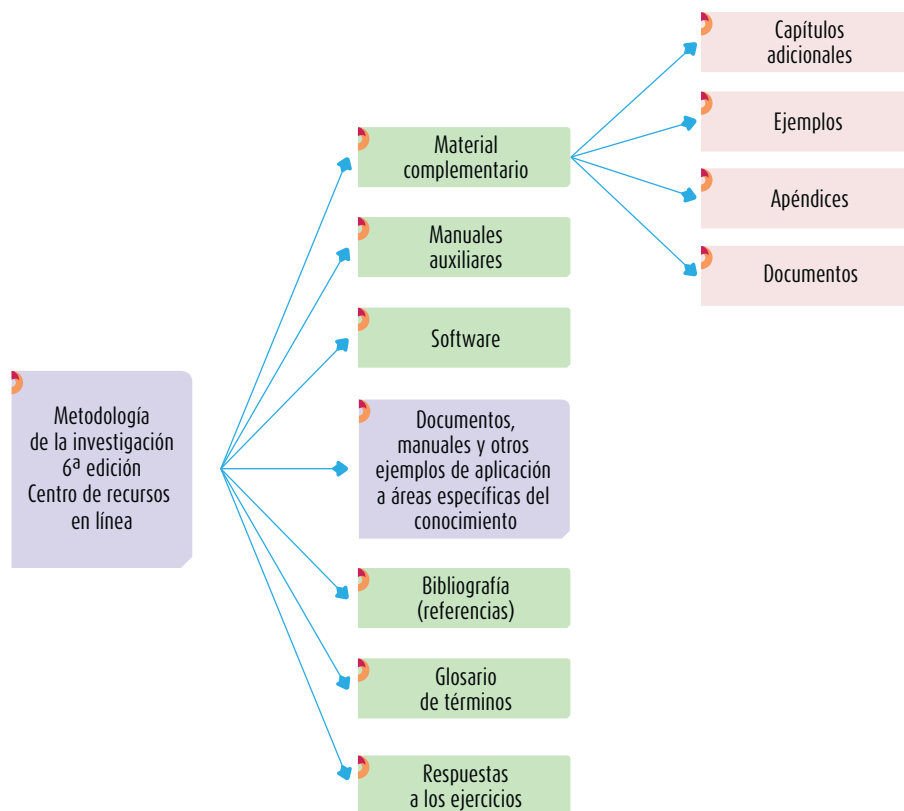 Metodología
de la investigación
6ª edición
Centro de recursos
en línea
Material
complementario
Manuales
auxiliares
Software
Documentos,
manuales y otros
ejemplos de aplicación
a áreas específicas del
conocimiento
Bibliografía
(referencias)
Glosario
de términos
Respuestas
a los ejercicios
Capítulos
adicionales
Ejemplos
Apéndices
Documentos